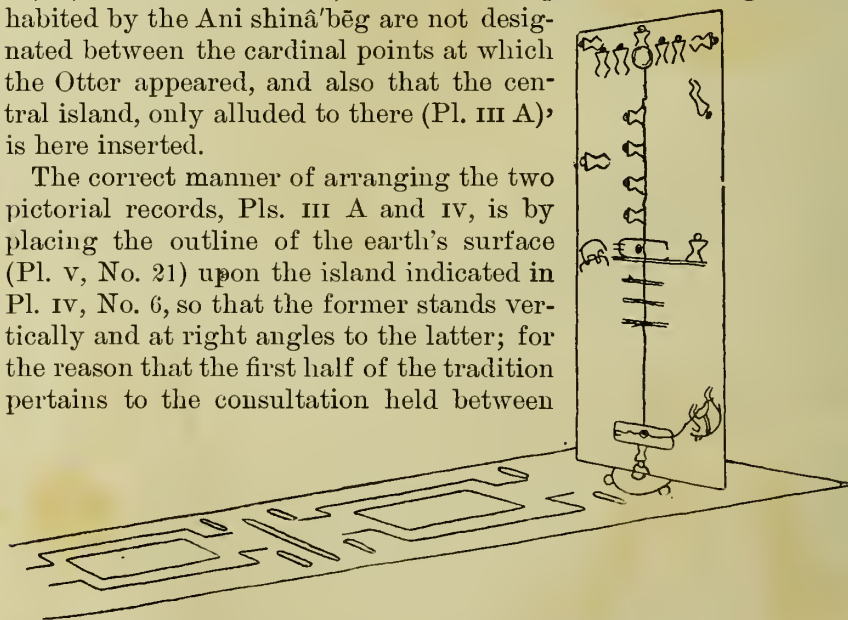 habited by the Ani shinâ′bēg are not desig-
nated between the cardinal points at which
the Otter appeared, and also that the cen-
tral island, only alluded to there (Pl. III A)’
is here inserted.
The correct manner of arranging the two
pictorial records, Pls. III A and IV, is by
placing the outline of the earth's surface
(Pl. V, No. 21) upon the island indicated in
Pl. IV, No. 6, so that the former stands ver-
tically and at right angles to the latter; for
the reason that the first half of the tradition
pertains to the consultation held between